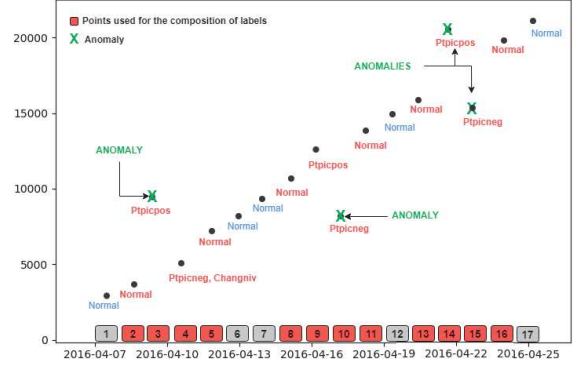 Points used for the composition of labels
X Anomaly
20000
15000
10000
5000
0
Ptpicpos
Normal
Normal
ANOMALIES
Ptpicneg
Normal
Normal
Normal
Ptpicpos
ANOMALY
Normal
Ptpicpos
Normal
ANOMALY
Ptpicneg
Normal
Normal
Ptpicneg, Changniv
Normal
Normal
1 2 3 4 5 6 7 8 9 10 11 12 13 14 15 16 17
2016-04-07 2016-04-10 2016-04-13 2016-04-16 2016-04-19 2016-04-22 2016-04-25